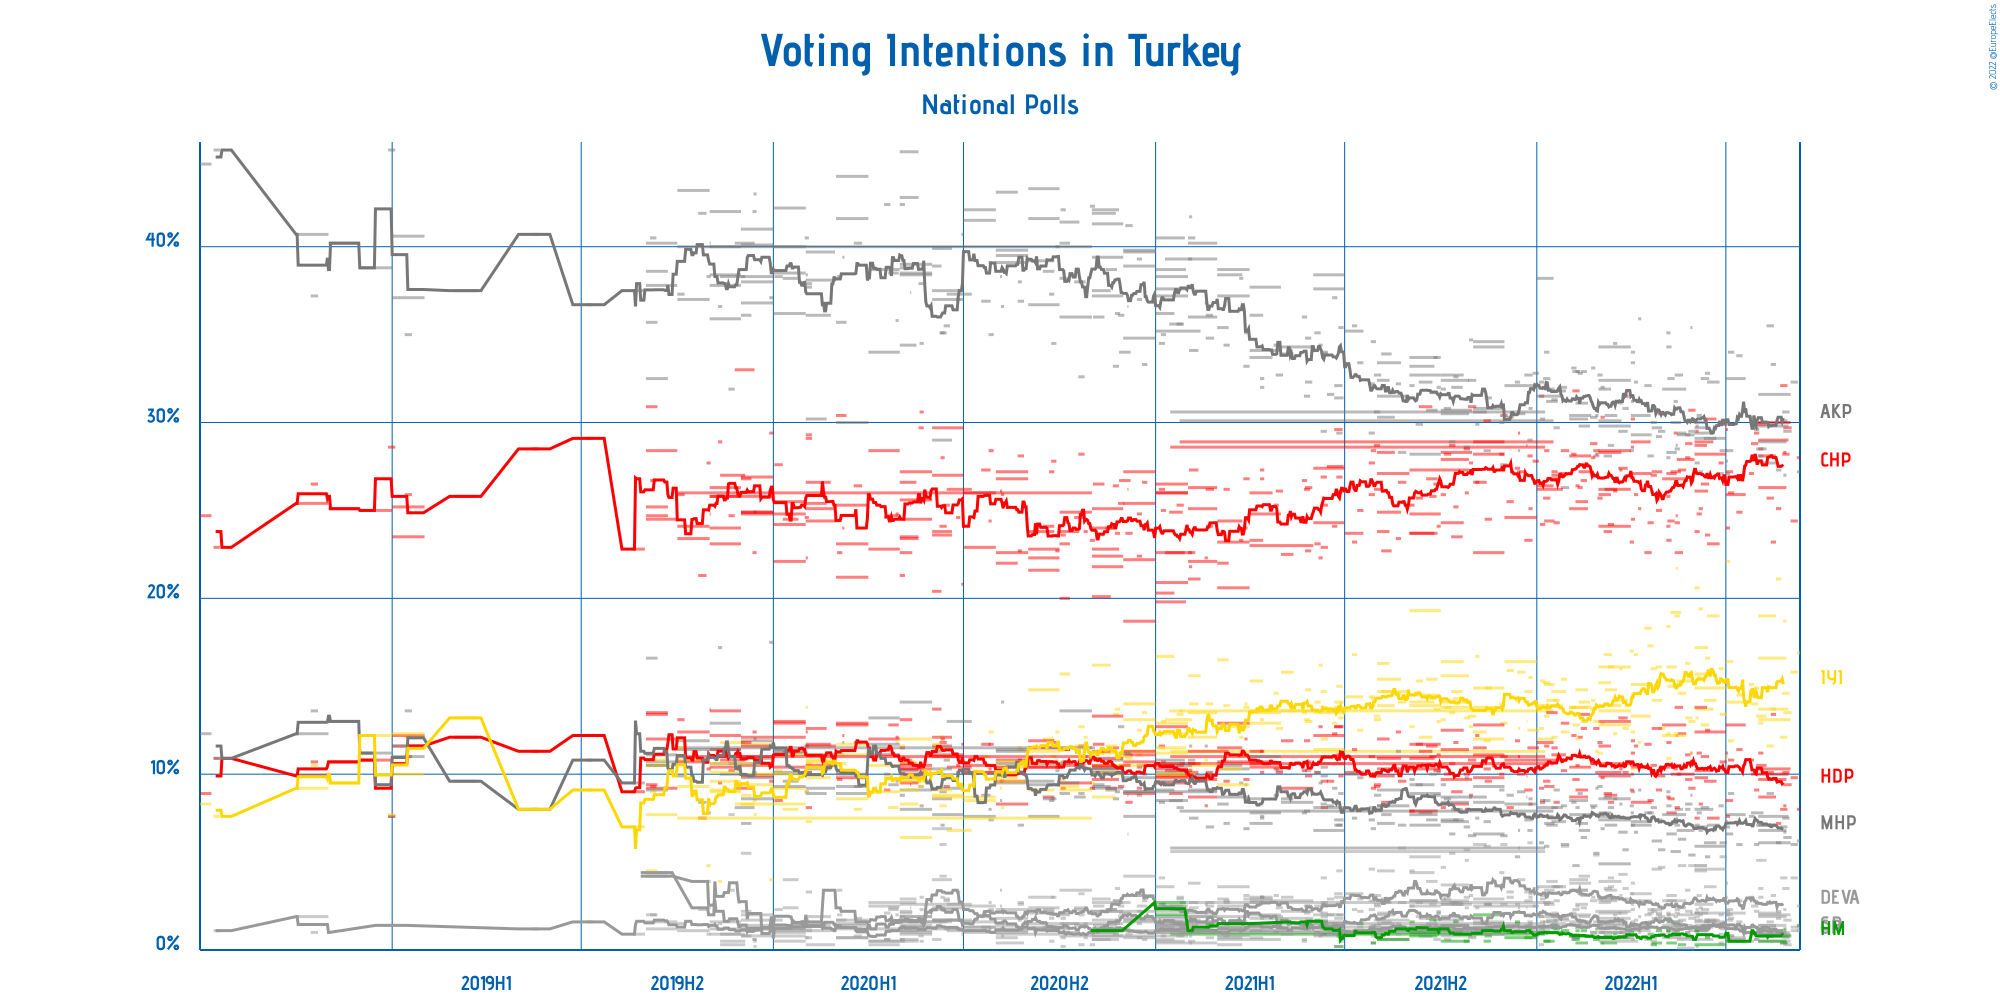 © 2022 @EuropeElects
Voting Intentions in Turkey
National Polls
40%
30%
20%
10%
0%
AKP
CHP
IYI
HDP
MHP
DEVA
2019H1
2019H2
2020H1
2020H2
2021H1
2021H2
2022H1